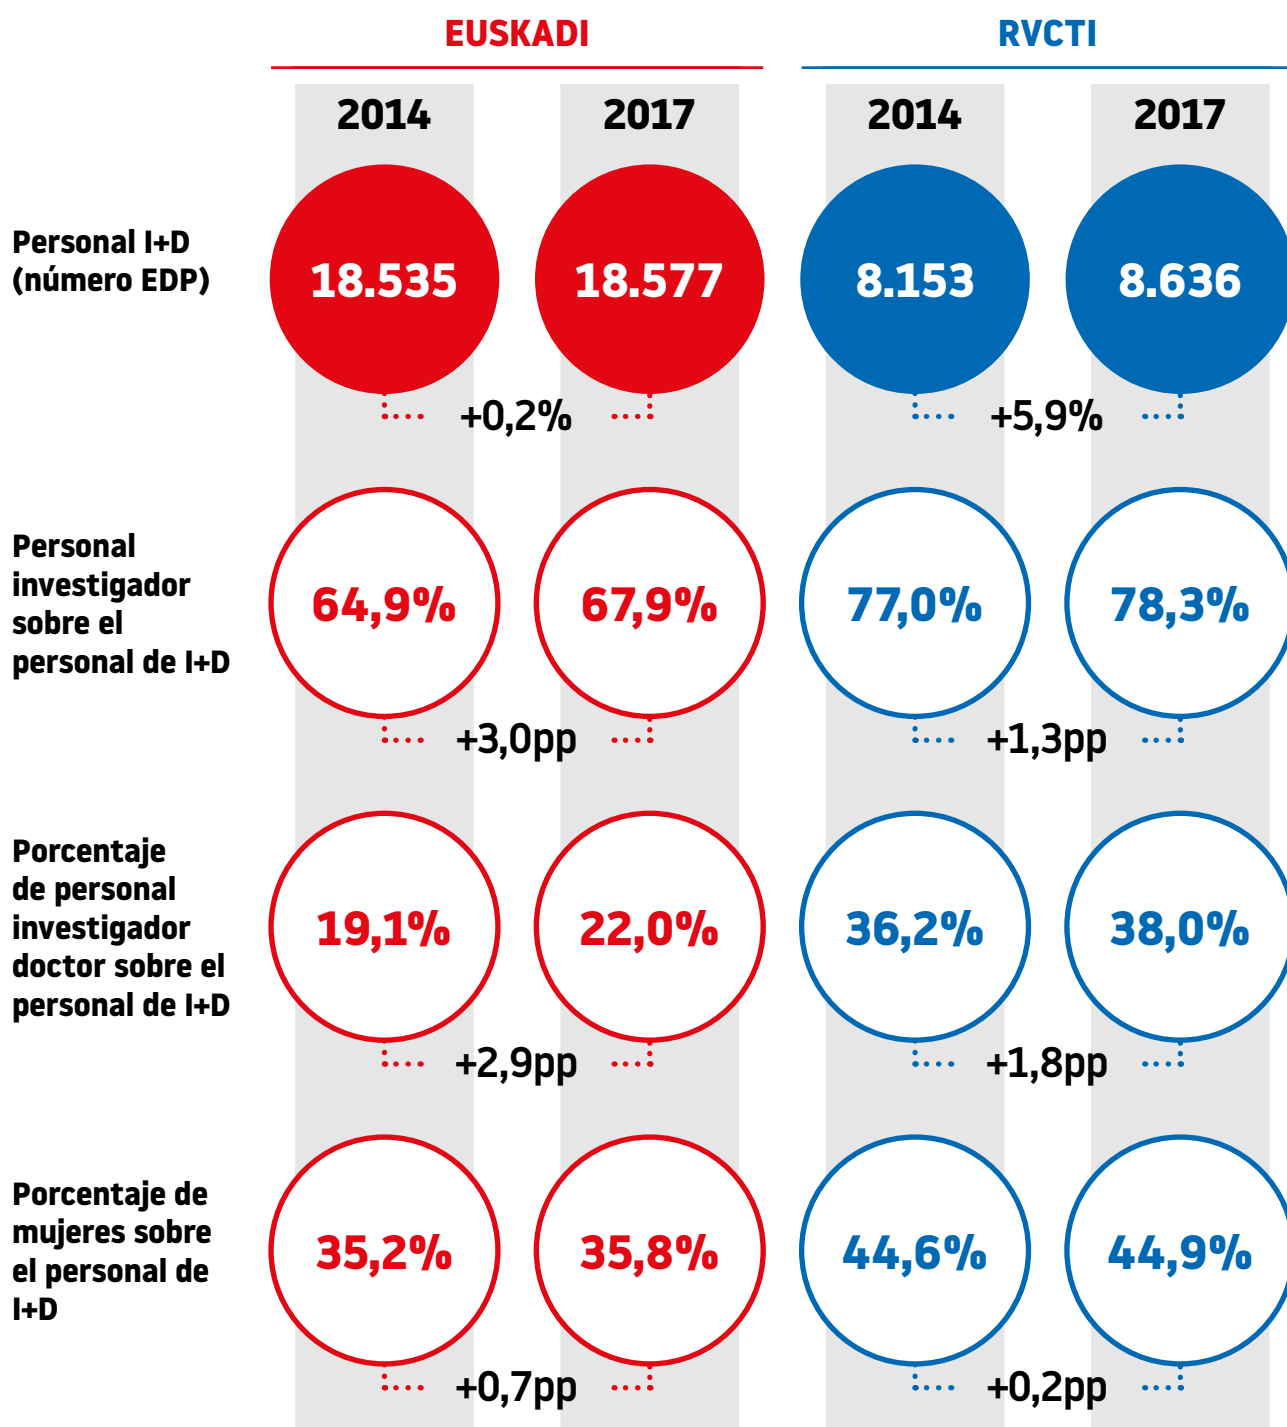 EUSKADI
RVCTI
2014
2017
2014
2017
Personal I+D
(número EDP)
18.535
18.577
8.153
8.636
+0,2%
+5,9%
Personal
investigador
sobre el
personal de I+D
64,9%
67,9%
77,0%
78,3%
+3,0pp
+1,3pp
Porcentaje
de personal
investigador
doctor sobre el
personal de I+D
19,1%
22,0%
36,2%
38,0%
+2,9pp
+1,8pp
Porcentaje de
mujeres sobre
el personal de
I+D
35,2%
35,8%
44,6%
44,9%
+0,7pp
+0,2pp